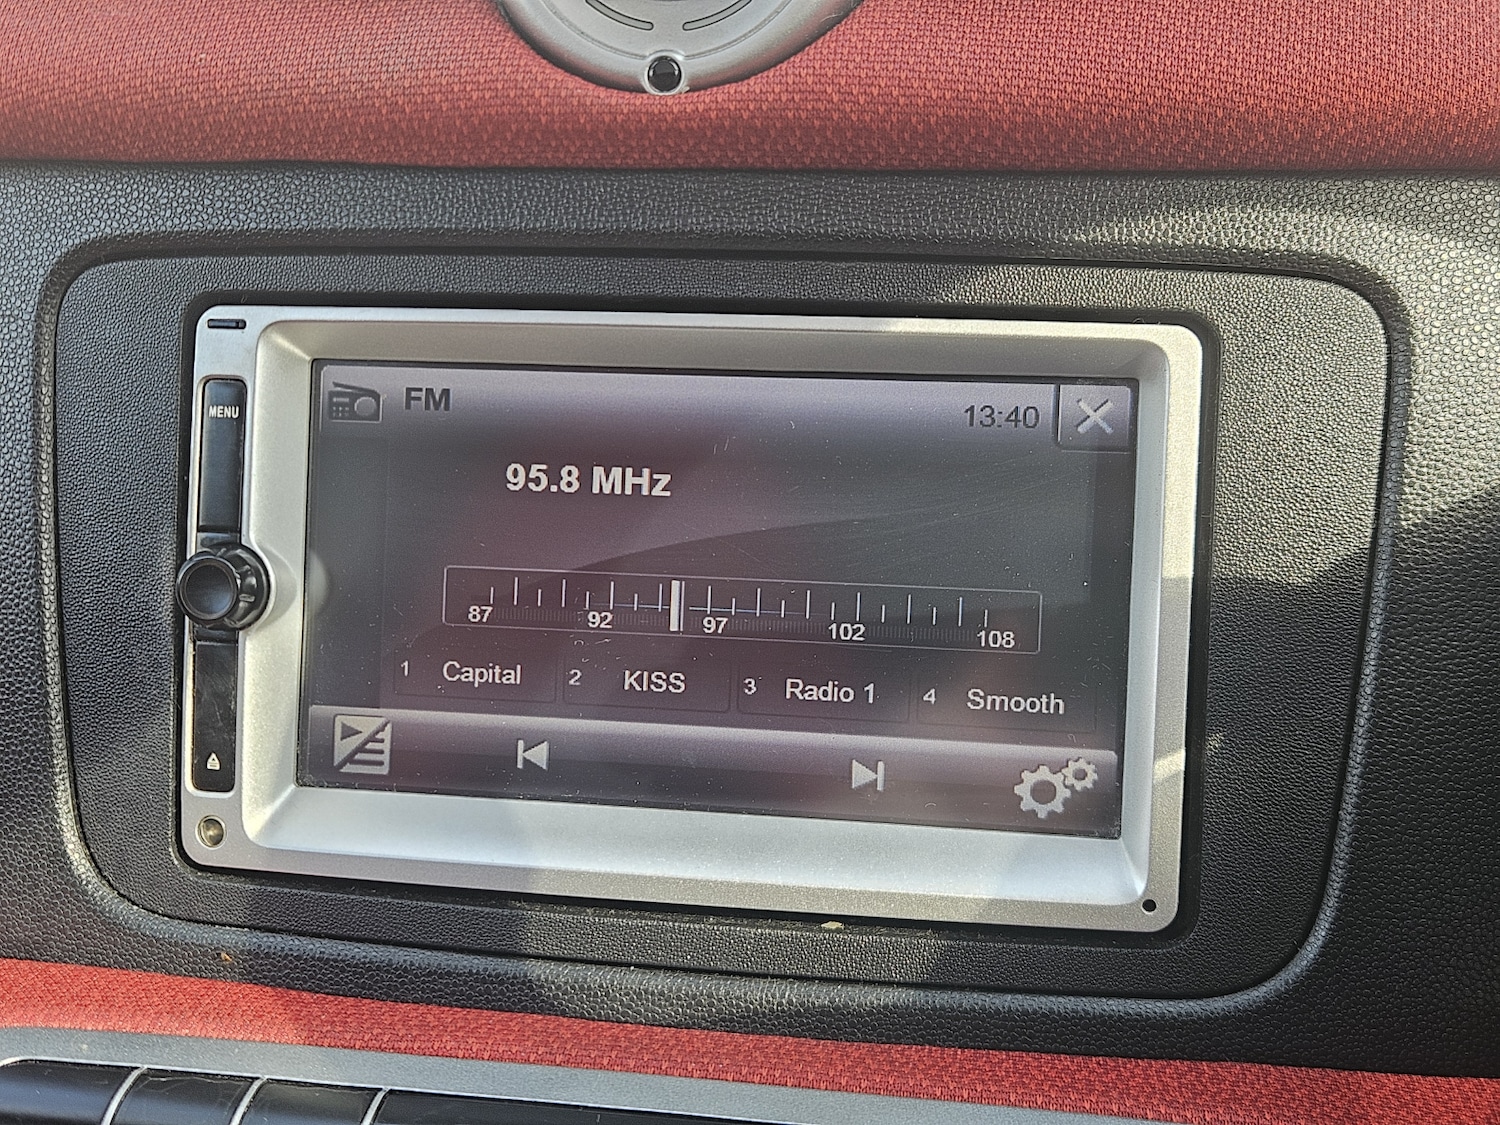 MENU
FM
13:40
95.8 MHz
87 92 97 102 108
1 Capital 2 KISS 3 Radio 1 4 Smooth